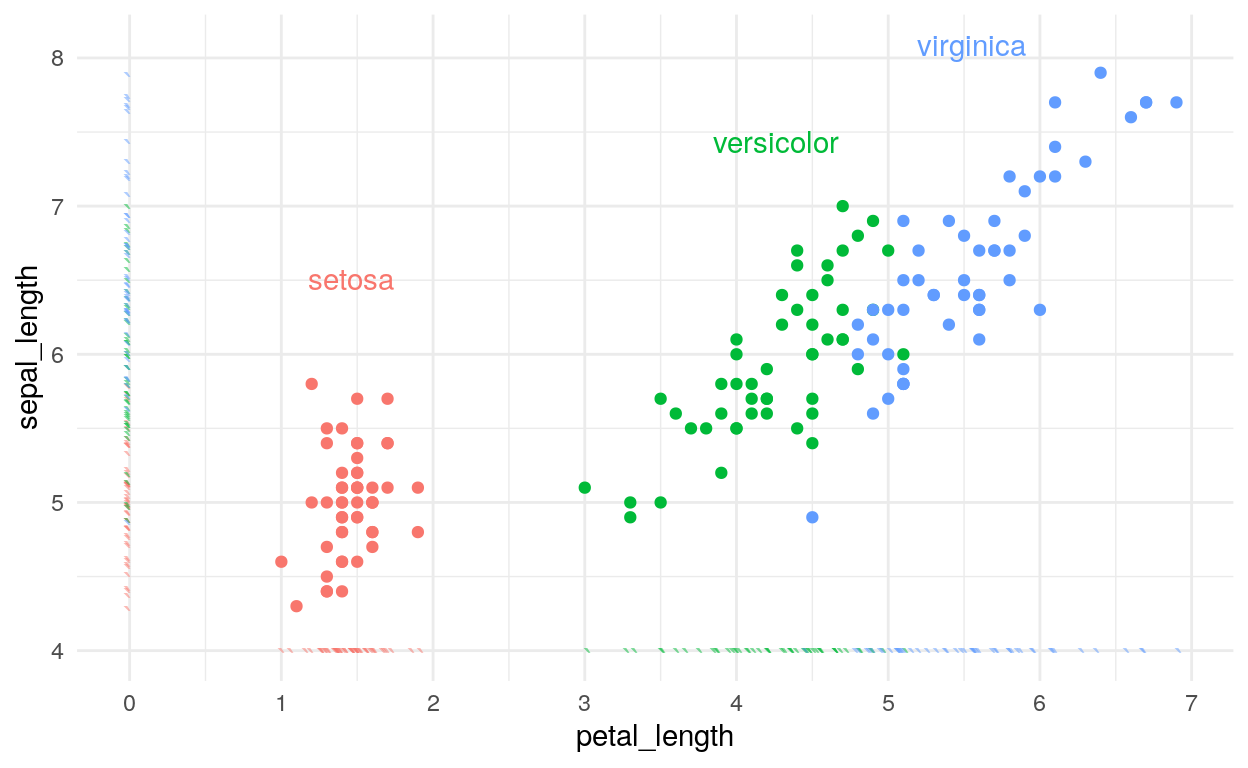 virginica
8
versicolor
7
setosa
6
sepal_length
5
4
0 1 2 3 4 5 6 7
petal_length